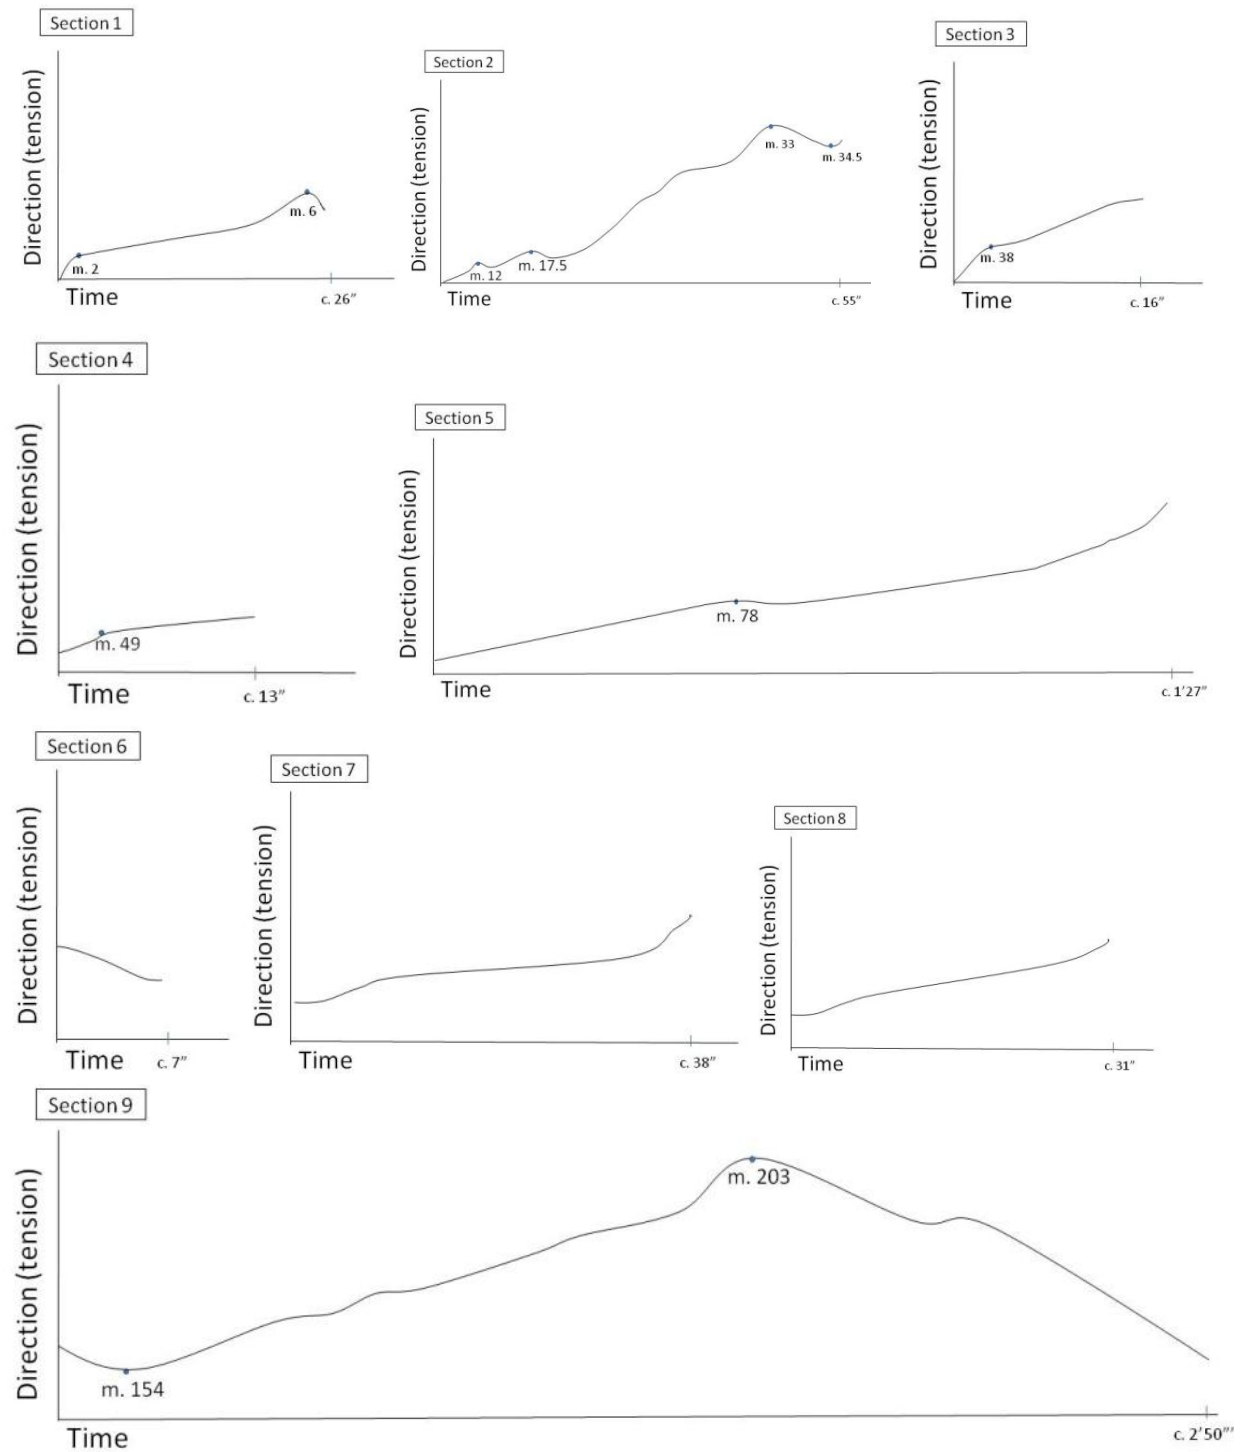 Section 1
Direction (tension)
m. 2
m. 6
Time
c. 26”
Section 2
Direction (tension)
m. 12
m. 17.5
m. 33
m. 34.5
Time
c. 55”
Section 3
Direction (tension)
m. 38
Time
c. 16”
Section 4
Direction (tension)
m. 49
Time
c. 13”
Section 5
Direction (tension)
m. 78
Time
c. 1’27”
Section 6
Direction (tension)
Time
c. 7”
Section 7
Direction (tension)
Time
c. 38”
Section 8
Direction (tension)
Time
c. 31”
Section 9
Direction (tension)
m. 154
m. 203
Time
c. 2’50”’